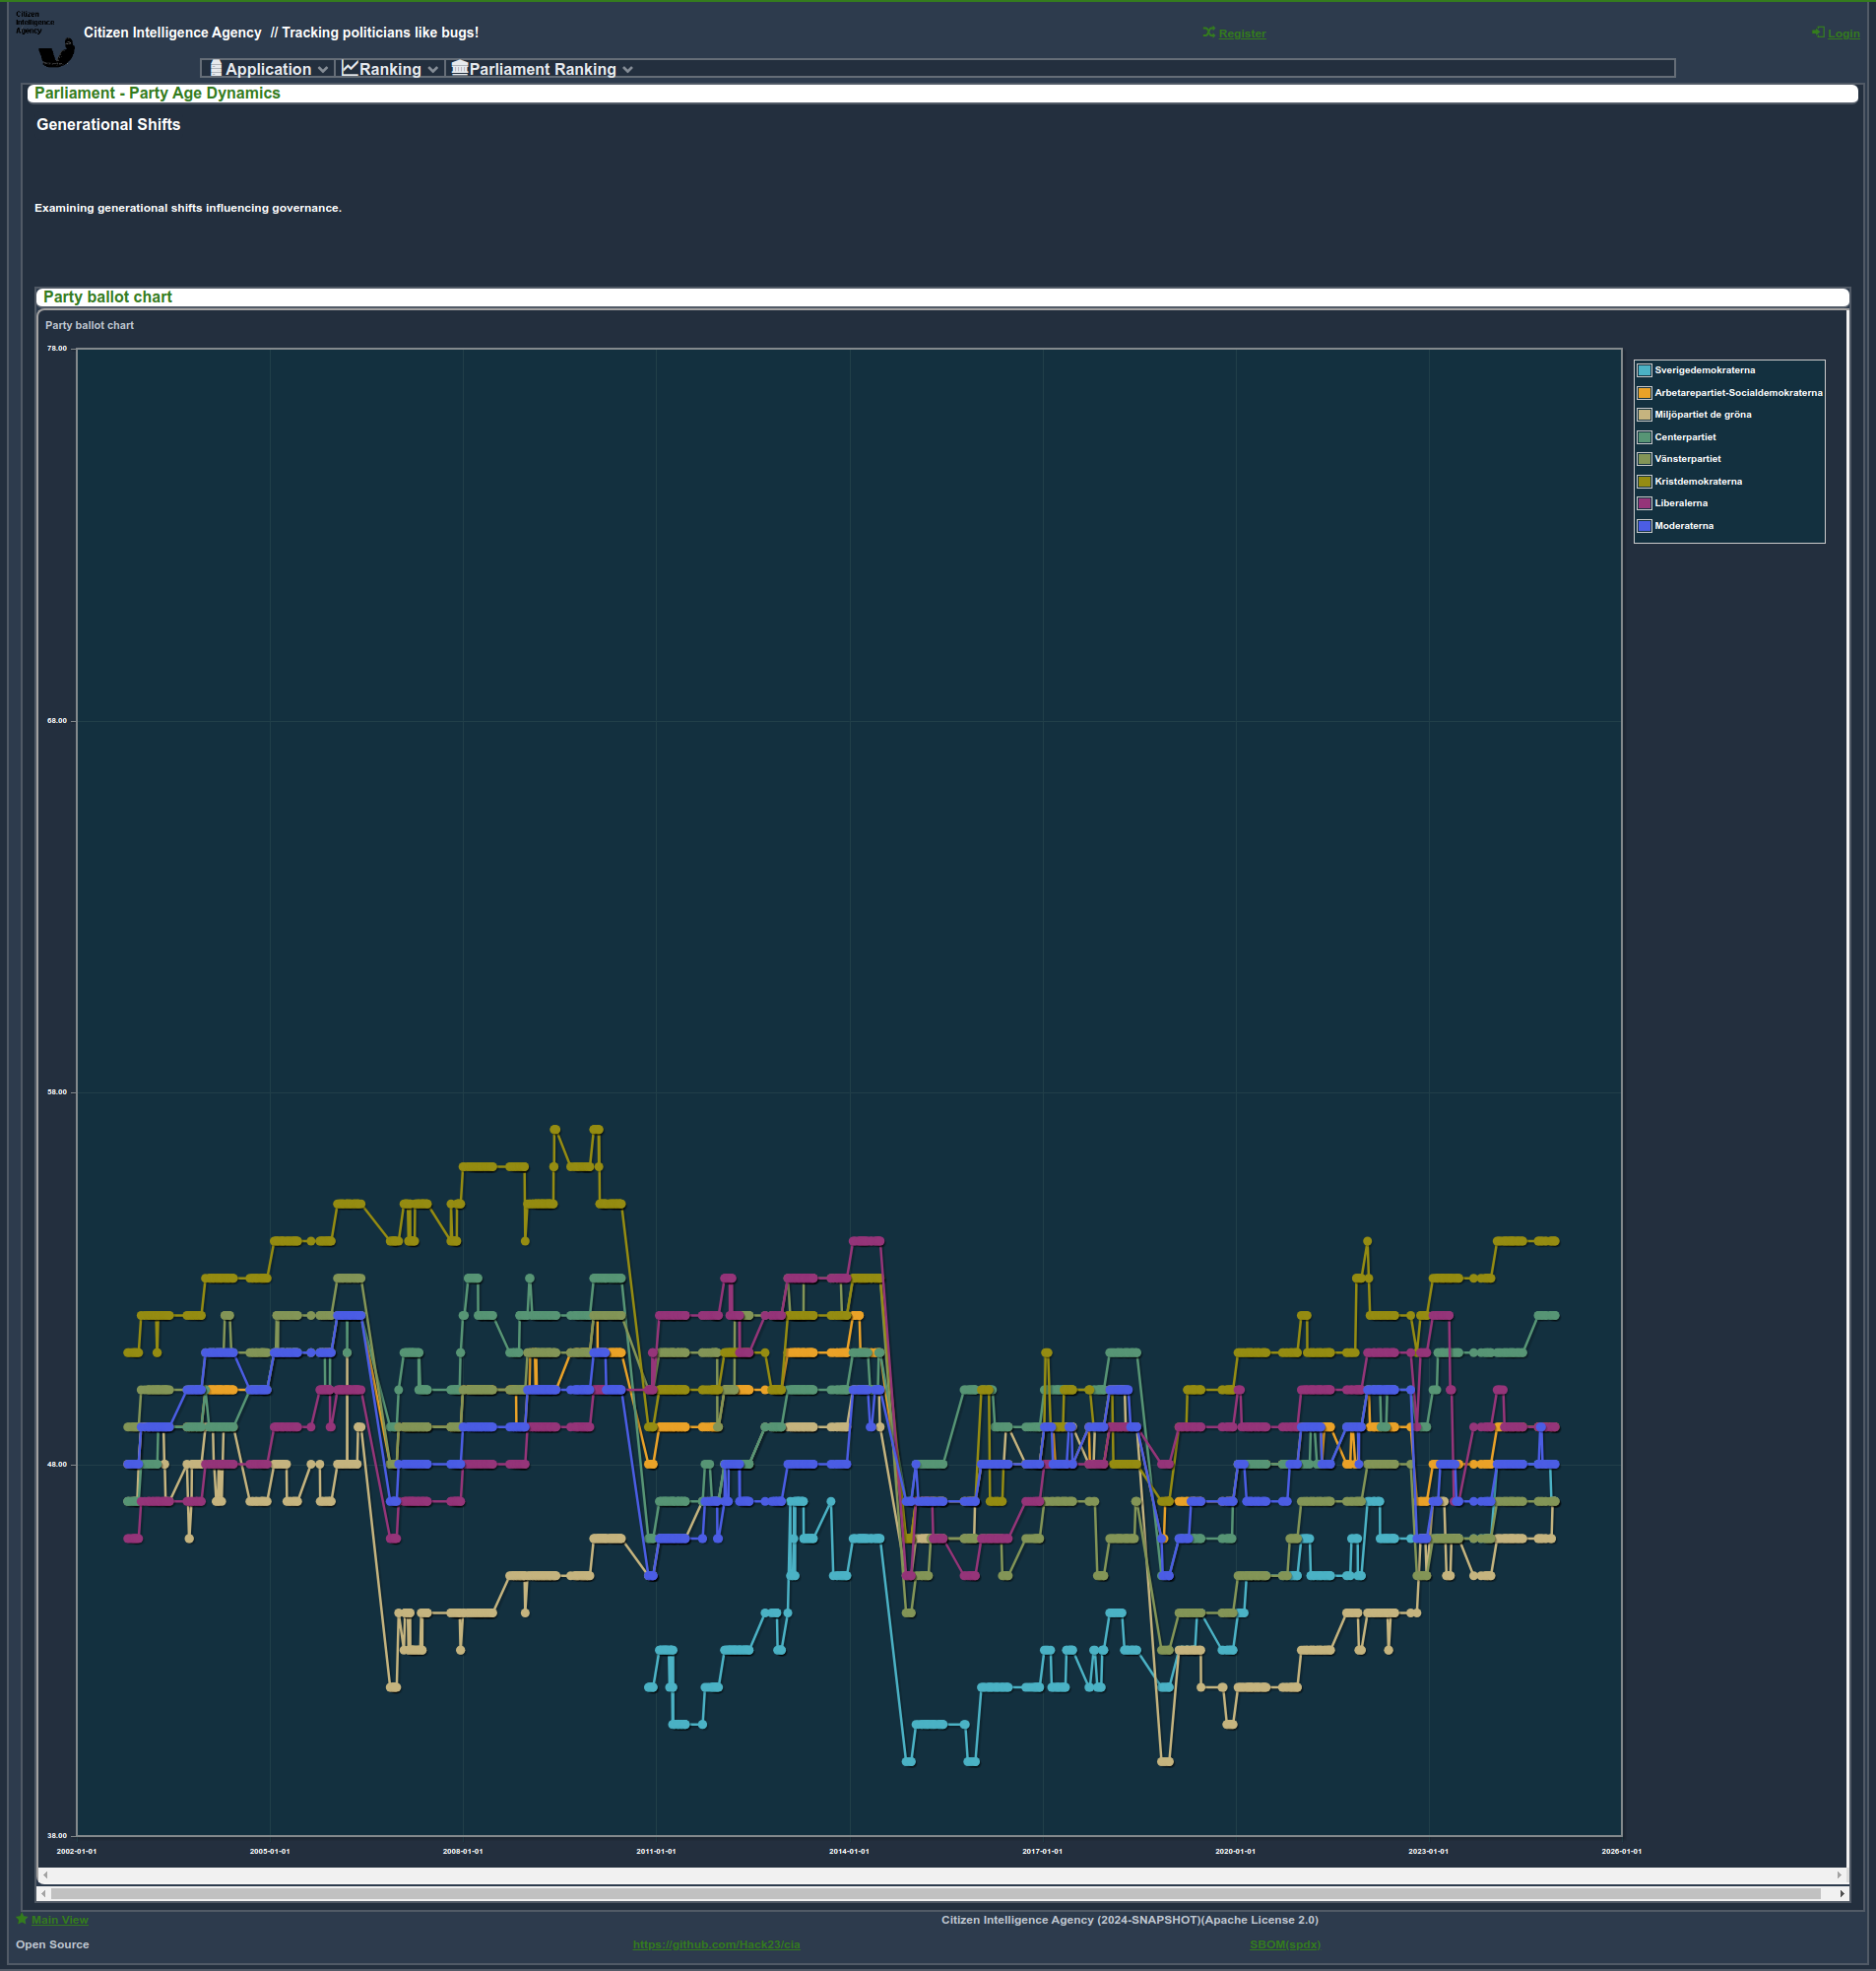 Citizen
Intelligence
Agency
Citizen Intelligence Agency // Tracking politicians like bugs!
Register
Login
Application
Ranking
Parliament Ranking
Parliament - Party Age Dynamics
Generational Shifts
Examining generational shifts influencing governance.
Party ballot chart
Party ballot chart
78.00
68.00
58.00
48.00
38.00
2002-01-01
2005-01-01
2008-01-01
2011-01-01
2014-01-01
2017-01-01
2020-01-01
2023-01-01
2026-01-01
Sverigedemokraterna
Arbetarepartiet-Socialdemokraterna
Miljöpartiet de gröna
Centerpartiet
Vänsterpartiet
Kristdemokraterna
Liberalerna
Moderaterna
Main View
Citizen Intelligence Agency (2024-SNAPSHOT)(Apache License 2.0)
Open Source
https://github.com/Hack23/cia
SBOM(spdx)